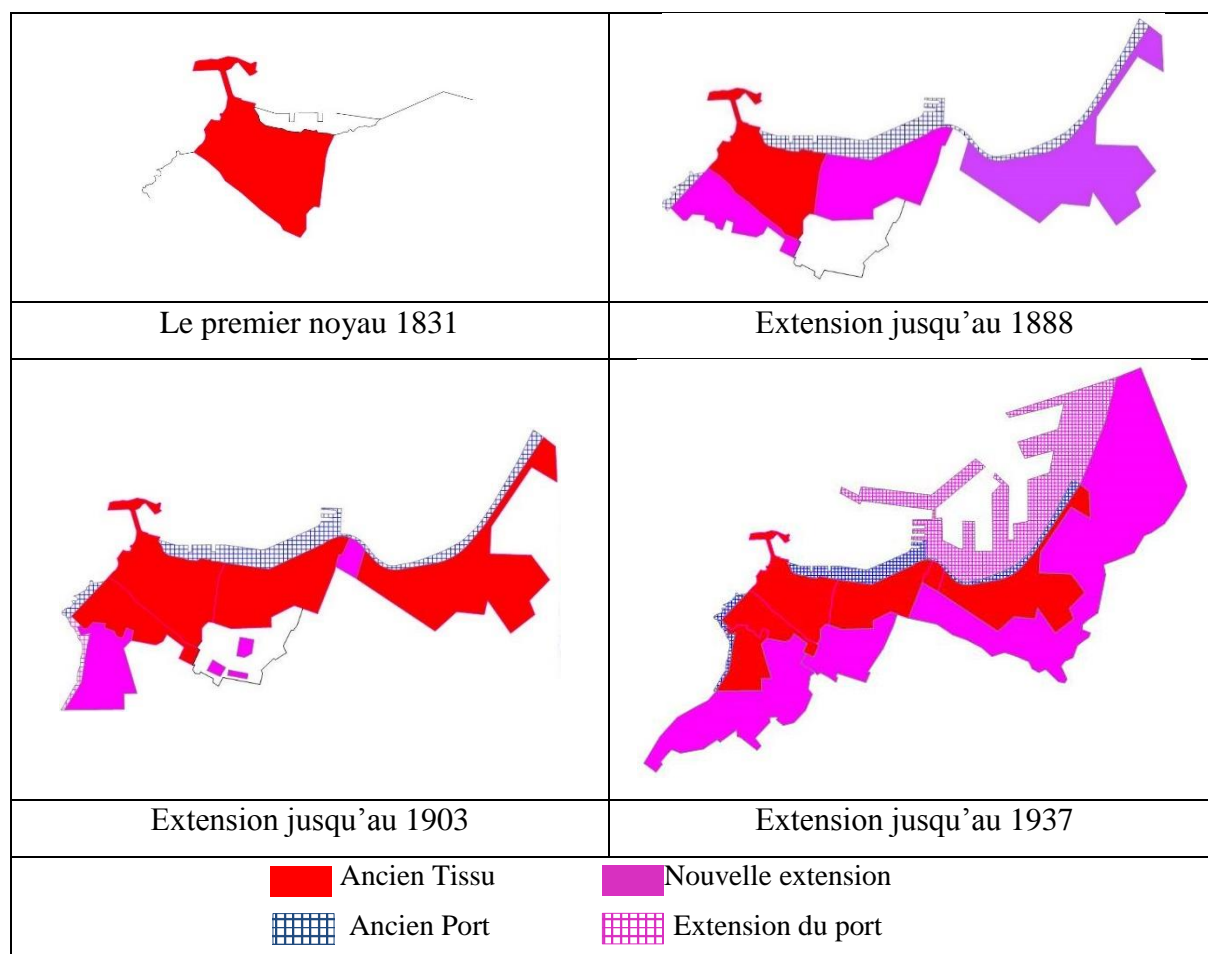 Le premier noyau 1831
Extension jusqu’au 1888
Extension jusqu’au 1903
Extension jusqu’au 1937
Ancien Tissu
Nouvelle extension
Ancien Port
Extension du port